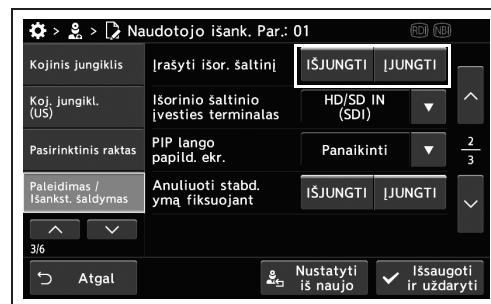 > > Naudotojo išank. Par.: 01 RDI NBI
Kojinis jungiklis
Įrašyti išor. šaltinį IŠJUNGTI ĮJUNGTI
Koj. jungikl.
(US)
Išorinio šaltinio
įvesties terminalas
HD/SD IN
(SDI)
Pasirinktinis raktas
PIP lango
papild. ekr.
Panaikinti
2
3
Paleidimas /
Išankst. šaldymas
Anuliuoti stabd.
ymą fiksuojant
IŠJUNGTI ĮJUNGTI
3/6
Atgal
Nustatyti
iš naujo
Išsaugoti
ir uždaryti